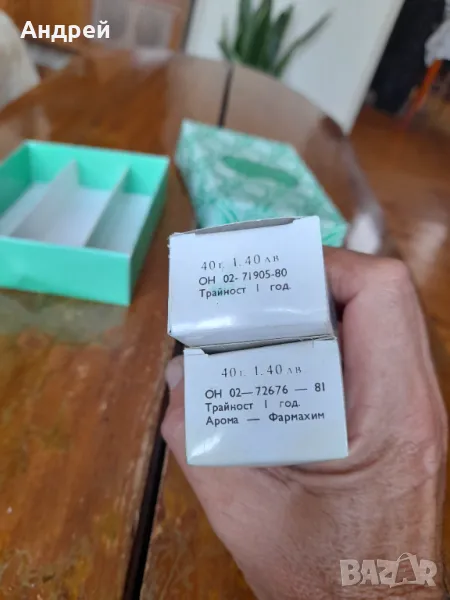 Андрей
40 г. 1.40 лв
ОН 02- 71905-80
Трайност 1 год.
40 г. 1.40 лв.
ОН 02—72676 — 81
Трайност 1 год.
Арома — Фармахим
BAZAR